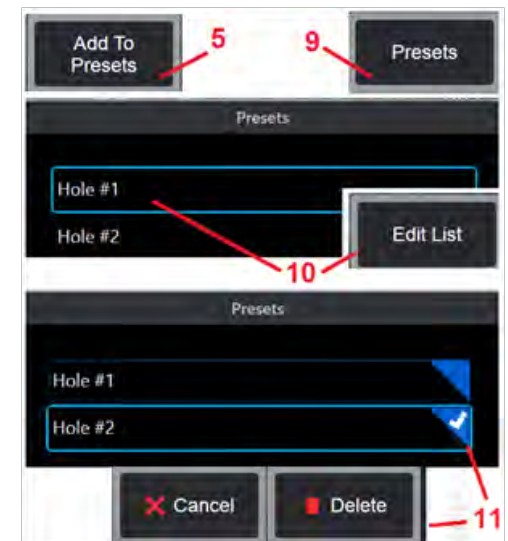 Add To
Presets
5
9
Presets
Presets
Hole #1
Hole #2
Edit List
10
Presets
Hole #1
Hole #2
Cancel
Delete
11